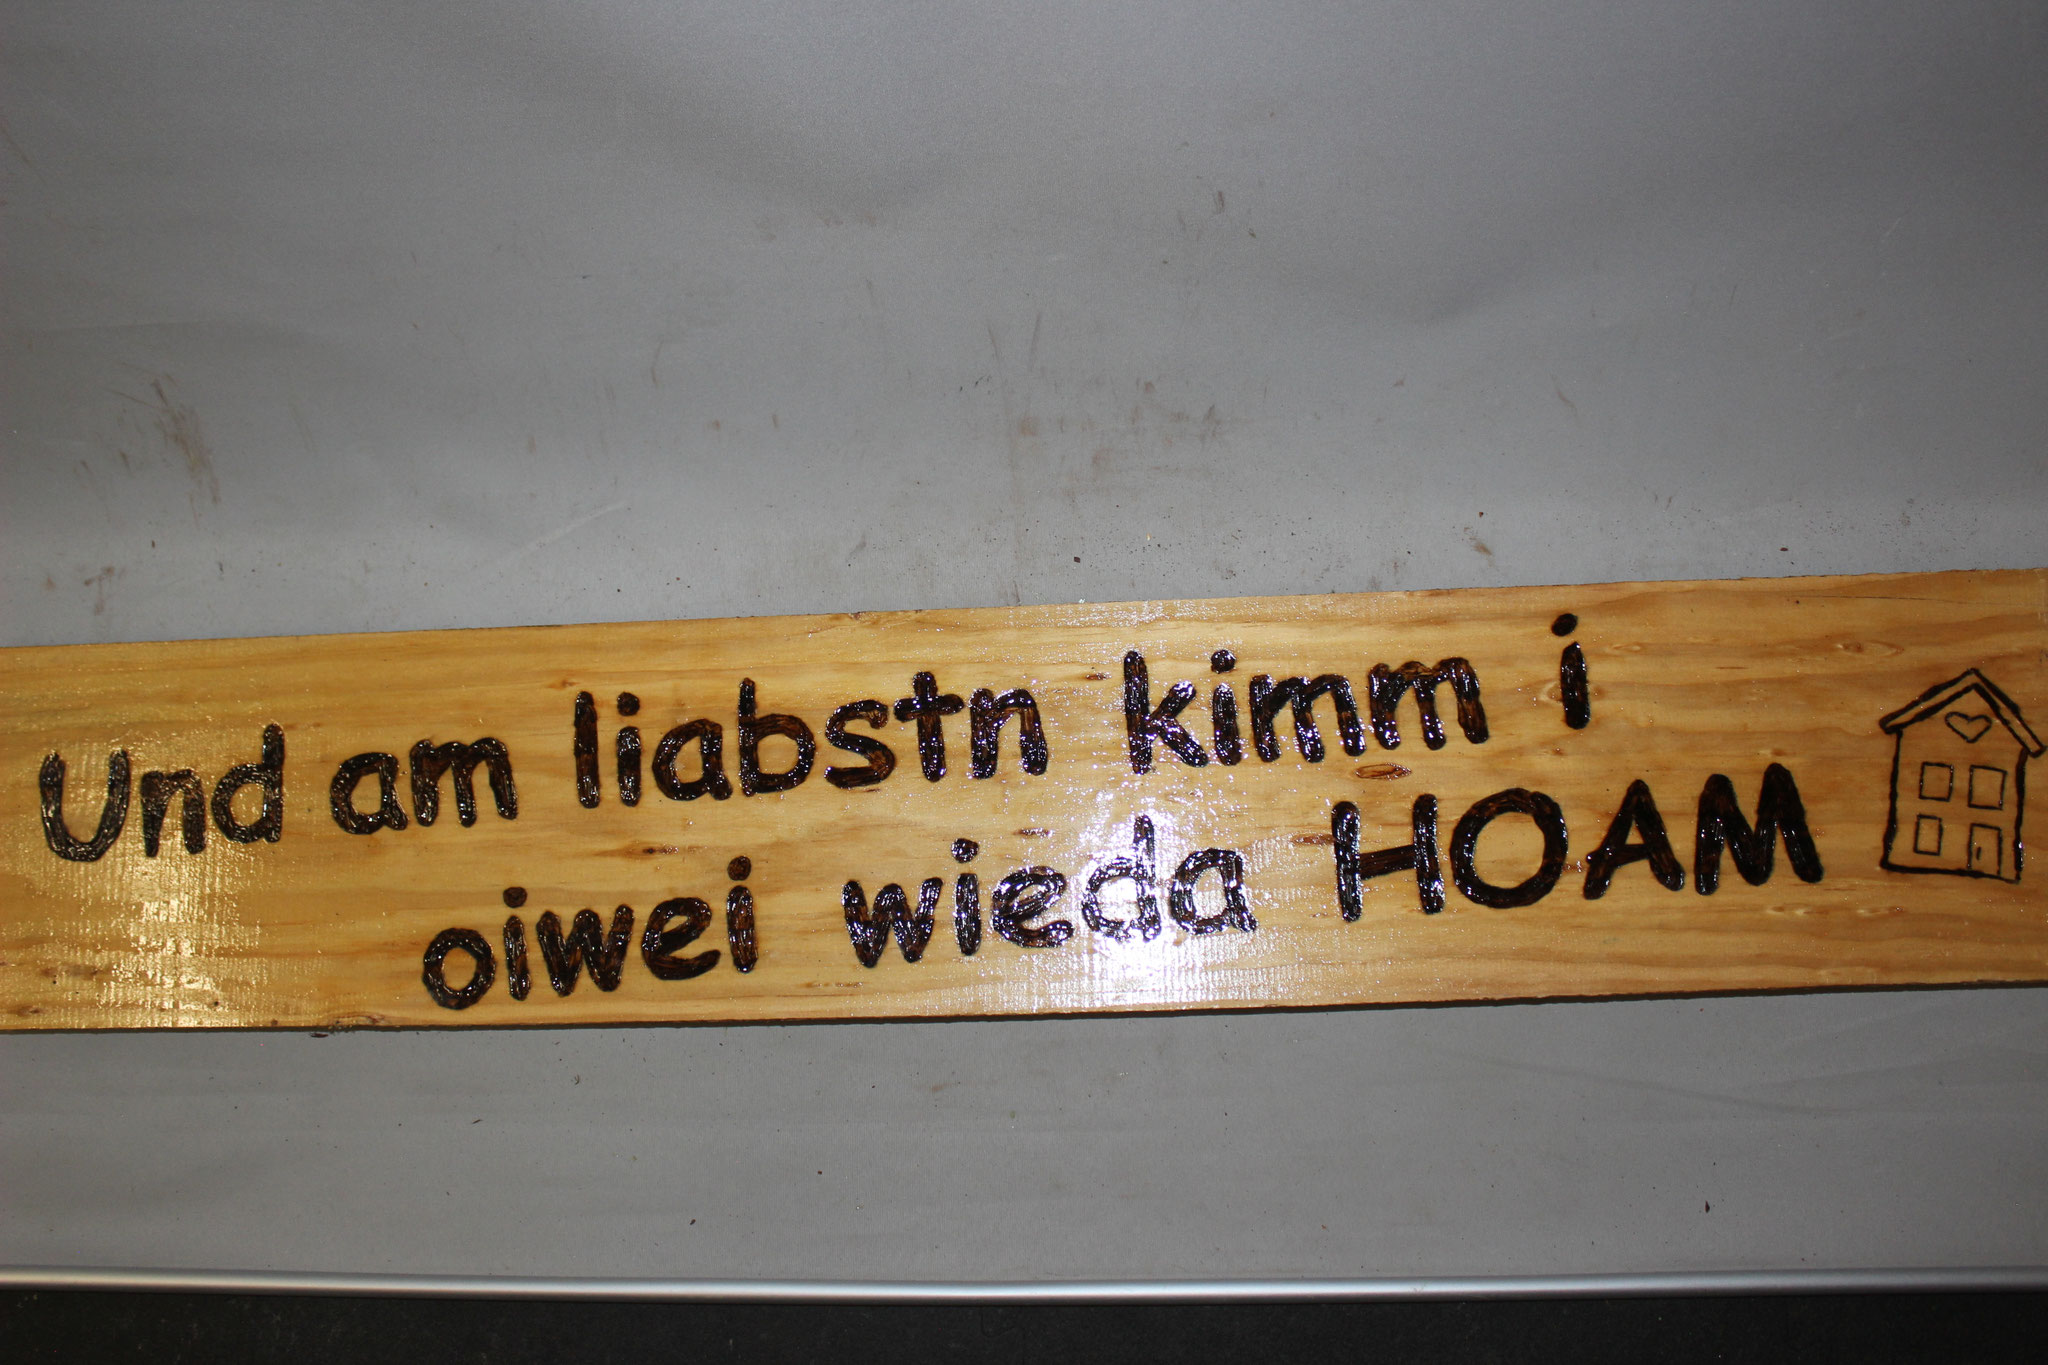 Und am liabstn kimm i
oiwei wieda HOAM